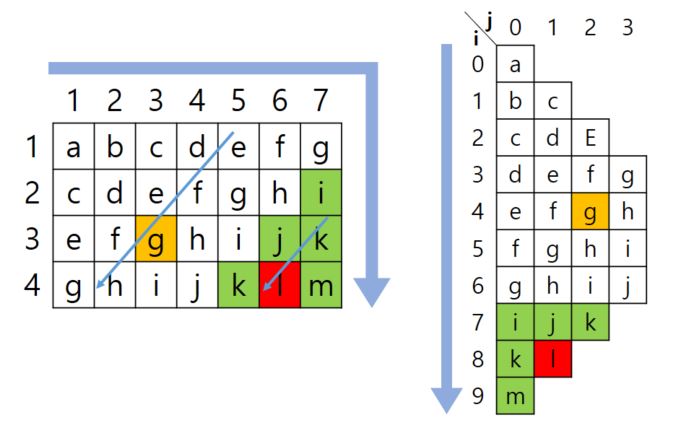 1 2 3 4 5 6 7
1 a b c d e f g
2 c d e f g h i
3 e f g h i j k
4 g h i j k l m
j
i
0 1 2 3
0 a
1 b c
2 c d E
3 d e f g
4 e f g h
5 f g h i
6 g h i j
7 i j k
8 k l
9 m